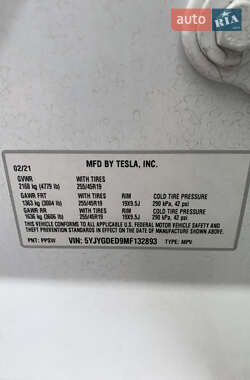 AUTO.RIA
02/21
MFD BY TESLA, INC.
GVWR WITH TIRES
2168 kg (4779 lb) 255/45R19
GAWR FRT WITH TIRES RIM COLD TIRE PRESSURE
1363 kg (3004 lb) 255/45R19 19X9.5J 290 kPa, 42 psi
GAWR RR WITH TIRES RIM COLD TIRE PRESSURE
1636 kg (3606 lb) 255/45R19 19X9.5J 290 kPa, 42 psi
THIS VEHICLE CONFORMS TO ALL APPLICABLE U.S. FEDERAL MOTOR VEHICLE SAFETY
AND THEFT PREVENTION STANDARDS IN EFFECT ON THE DATE OF MANUFACTURE SHOWN ABOVE.
PNT: PPSW VIN: 5YJYGDED9MF132893 TYPE: MPV